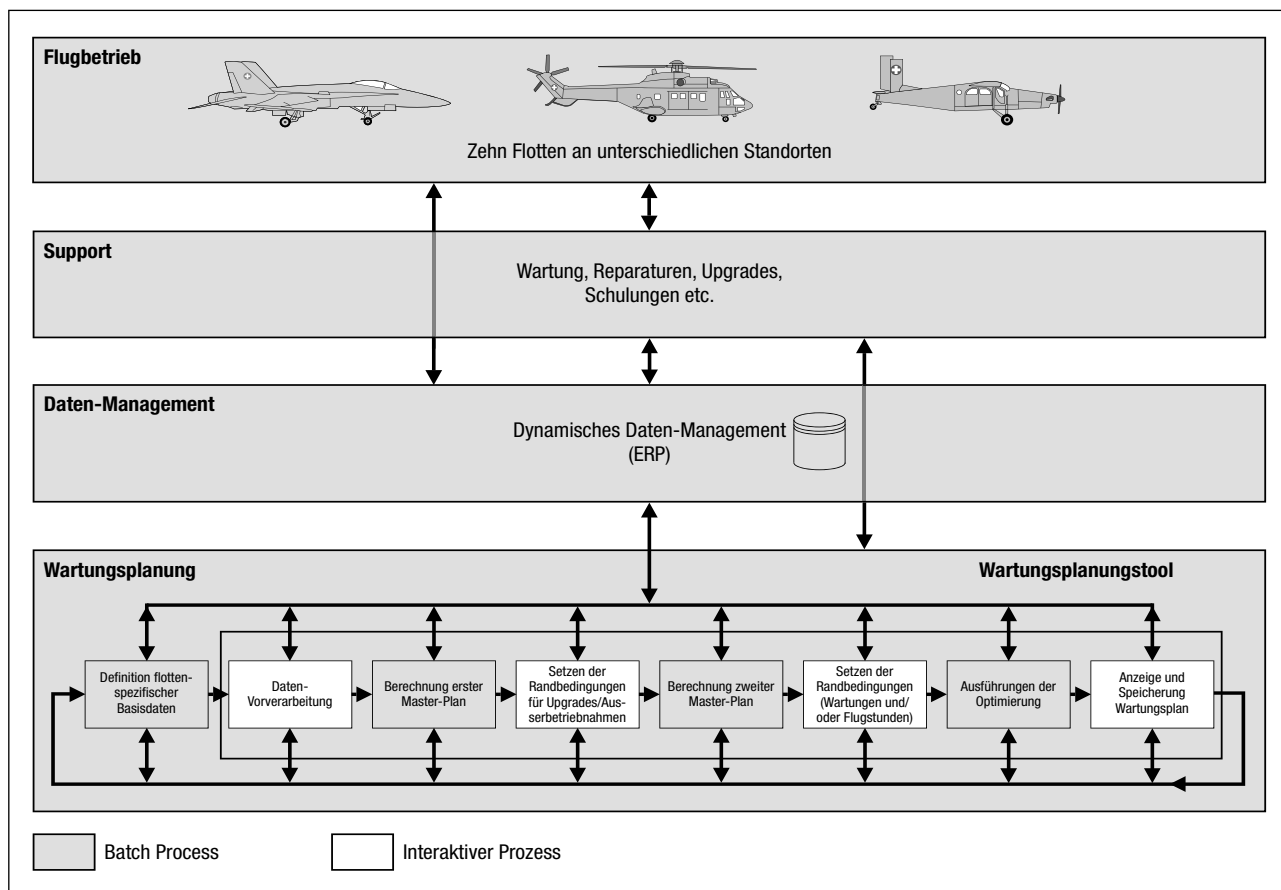 Flugbetrieb
Zehn Flotten an unterschiedlichen Standorten
Support
Wartung, Reparaturen, Upgrades,
Schulungen etc.
Daten-Management
Dynamisches Daten-Management
(ERP)
Wartungsplanung
Wartungsplanungstool
Definition flotten-
spezifischer
Basisdaten
Daten-
Vorverarbeitung
Berechnung erster
Master-Plan
Setzen der
Randbedingungen
für Upgrades/Aus-
serbetriebnahmen
Berechnung zweiter
Master-Plan
Setzen der
Randbedingungen
(Wartungen und/
oder Flugstunden)
Ausführungen der
Optimierung
Anzeige und
Speicherung
Wartungsplan
Batch Process
Interaktiver Prozess